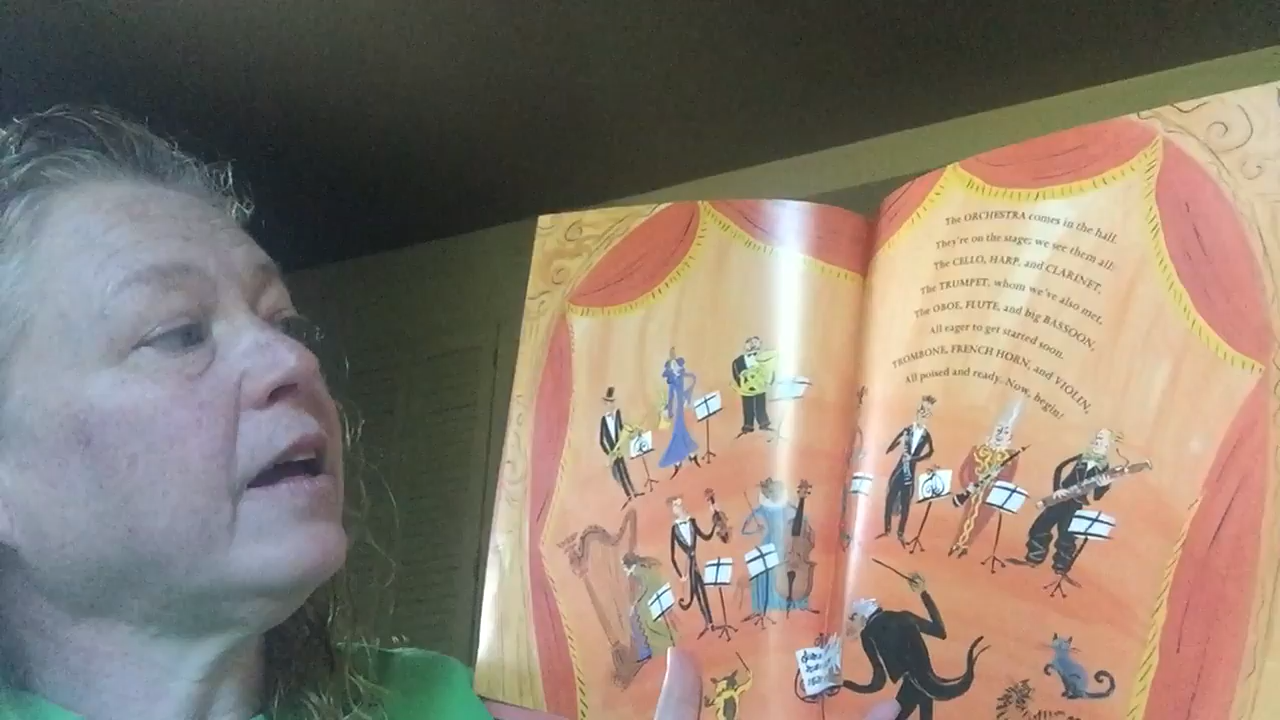 The ORCHESTRA comes in the hall.
They're on the stage; we see them all:
The CELLO, HARP, and CLARINET,
The TRUMPET, whom we've also met,
The OBOE, FLUTE, and big BASSOON,
All eager to get started soon.
TROMBONE, FRENCH HORN, and VIOLIN,
All poised and ready. Now, begin!